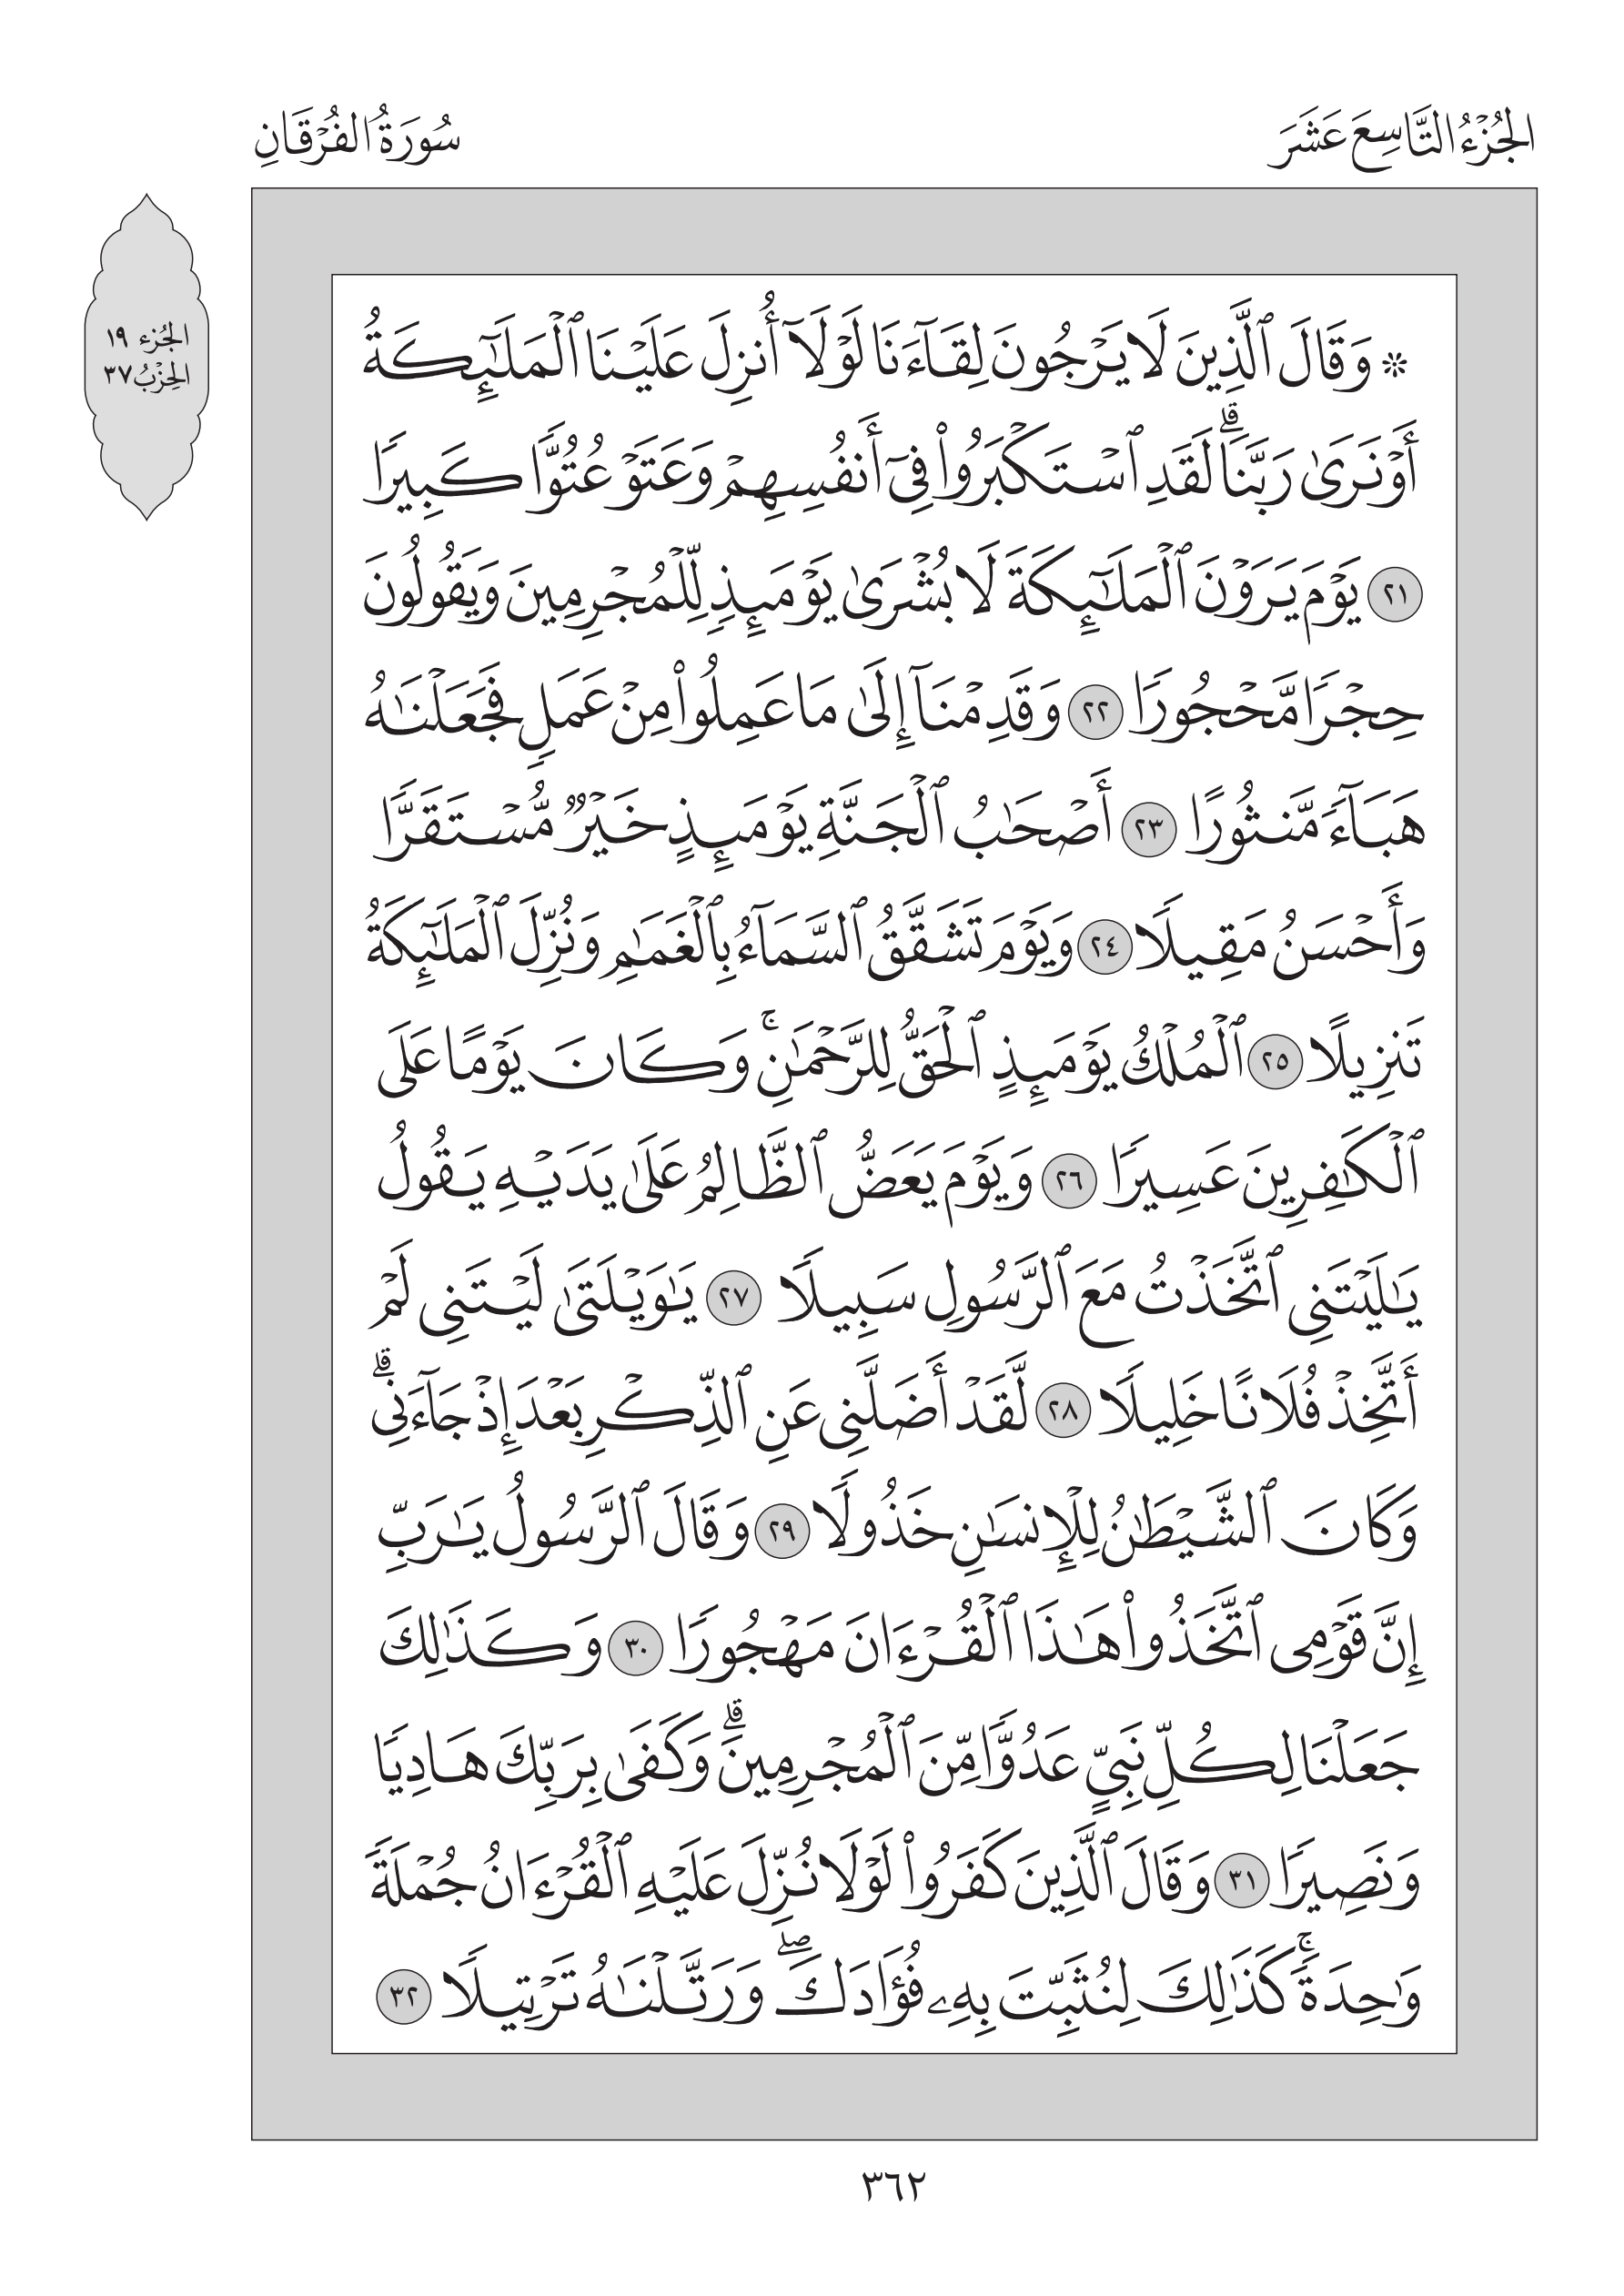 الجُزْءُ التَّاسِعَ عَشَرَ
سُورَةُ الفُرْقَانِ
الجُزء ١٩
الحِزْبُ ٣٧
۞ وَقَالَ ٱلَّذِينَ لَا يَرۡجُونَ لِقَآءَنَا لَوۡلَآ أُنزِلَ عَلَيۡنَا ٱلۡمَلَٰٓئِكَةُ
أَوۡ نَرَىٰ رَبَّنَاۗ لَقَدِ ٱسۡتَكۡبَرُواْ فِيٓ أَنفُسِهِمۡ وَعَتَوۡ عُتُوّٗا كَبِيرٗا
٢١ يَوۡمَ يَرَوۡنَ ٱلۡمَلَٰٓئِكَةَ لَا بُشۡرَىٰ يَوۡمَئِذٖ لِّلۡمُجۡرِمِينَ وَيَقُولُونَ
حِجۡرٗا مَّحۡجُورٗا ٢٢ وَقَدِمۡنَآ إِلَىٰ مَا عَمِلُواْ مِنۡ عَمَلٖ فَجَعَلۡنَٰهُ
هَبَآءٗ مَّنثُورًا ٢٣ أَصۡحَٰبُ ٱلۡجَنَّةِ يَوۡمَئِذٍ خَيۡرٞ مُّسۡتَقَرّٗا
وَأَحۡسَنُ مَقِيلٗا ٢٤ وَيَوۡمَ تَشَقَّقُ ٱلسَّمَآءُ بِٱلۡغَمَٰمِ وَنُزِّلَ ٱلۡمَلَٰٓئِكَةُ
تَنزِيلًا ٢٥ ٱلۡمُلۡكُ يَوۡمَئِذٍ ٱلۡحَقُّ لِلرَّحۡمَٰنِۚ وَكَانَ يَوۡمًا عَلَى
ٱلۡكَٰفِرِينَ عَسِيرٗا ٢٦ وَيَوۡمَ يَعَضُّ ٱلظَّالِمُ عَلَىٰ يَدَيۡهِ يَقُولُ
يَٰلَيۡتَنِي ٱتَّخَذۡتُ مَعَ ٱلرَّسُولِ سَبِيلٗا ٢٧ يَٰوَيۡلَتَىٰ لَيۡتَنِي لَمۡ
أَتَّخِذۡ فُلَانًا خَلِيلٗا ٢٨ لَّقَدۡ أَضَلَّنِي عَنِ ٱلذِّكۡرِ بَعۡدَ إِذۡ جَآءَنِيۗ
وَكَانَ ٱلشَّيۡطَٰنُ لِلۡإِنسَٰنِ خَذُولٗا ٢٩ وَقَالَ ٱلرَّسُولُ يَٰرَبِّ
إِنَّ قَوۡمِي ٱتَّخَذُواْ هَٰذَا ٱلۡقُرۡءَانَ مَهۡجُورٗا ٣٠ وَكَذَٰلِكَ
جَعَلۡنَا لِكُلِّ نَبِيٍّ عَدُوّٗا مِّنَ ٱلۡمُجۡرِمِينَۗ وَكَفَىٰ بِرَبِّكَ هَادِيٗا
وَنَصِيرٗا ٣١ وَقَالَ ٱلَّذِينَ كَفَرُواْ لَوۡلَا نُزِّلَ عَلَيۡهِ ٱلۡقُرۡءَانُ جُمۡلَةٗ
وَٰحِدَةٗۚ كَذَٰلِكَ لِنُثَبِّتَ بِهِۦ فُؤَادَكَۖ وَرَتَّلۡنَٰهُ تَرۡتِيلٗا ٣٢
٣٦٢